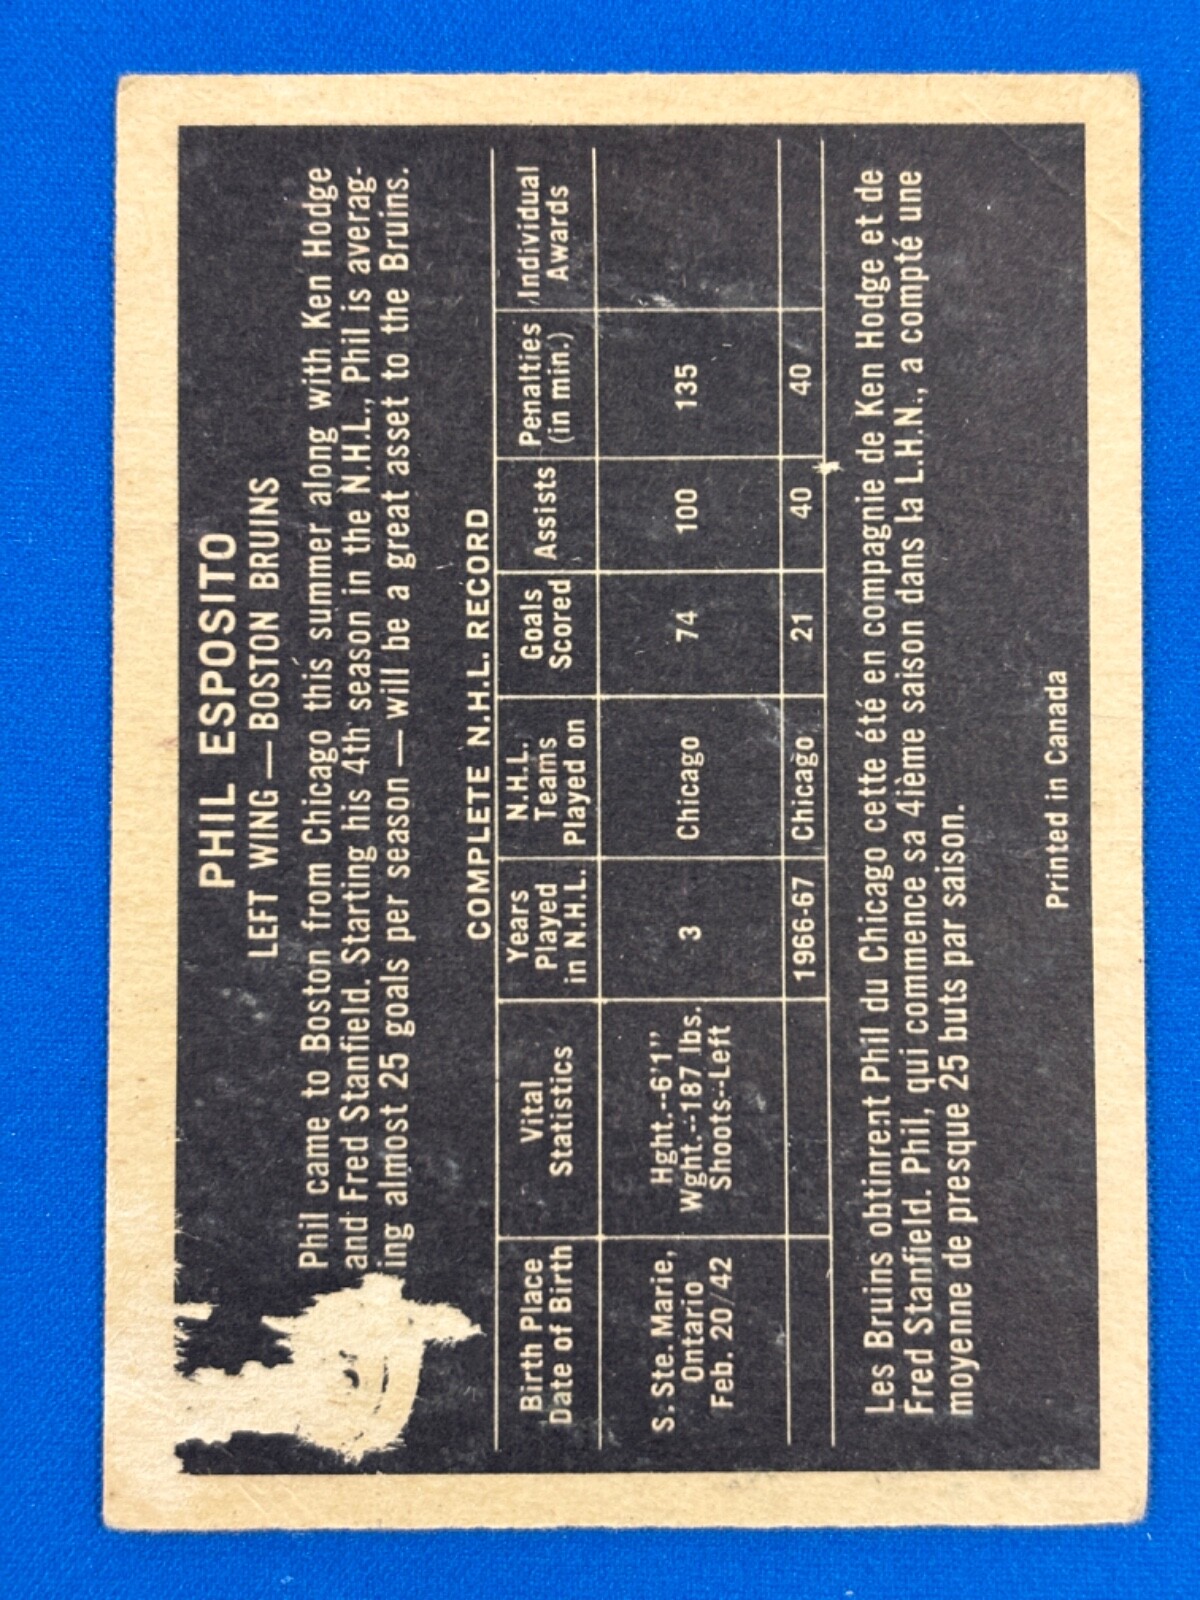 PHIL ESPOSITO
LEFT WING — BOSTON BRUINS
Phil came to Boston from Chicago this summer along with Ken Hodge
and Fred Stanfield. Starting his 4th season in the N.H.L., Phil is averag-
ing almost 25 goals per season — will be a great asset to the Bruins.
COMPLETE N.H.L. RECORD
Birth Place
Date of Birth
Vital
Statistics
Years
Played
in N.H.L.
N.H.L.
Teams
Played on
Goals
Scored
Assists
Penalties
(in min.)
Individual
Awards
S. Ste. Marie,
Ontario
Feb. 20/42
Hght.--6'1"
Wght.--187 lbs.
Shoots--Left
3
Chicago
74
100
135
1966-67
Chicago
21
40
40
Les Bruins obtinrent Phil du Chicago cette été en compagnie de Ken Hodge et de
Fred Stanfield. Phil, qui commence sa 4ième saison dans la L.H.N., a compté une
moyenne de presque 25 buts par saison.
Printed in Canada